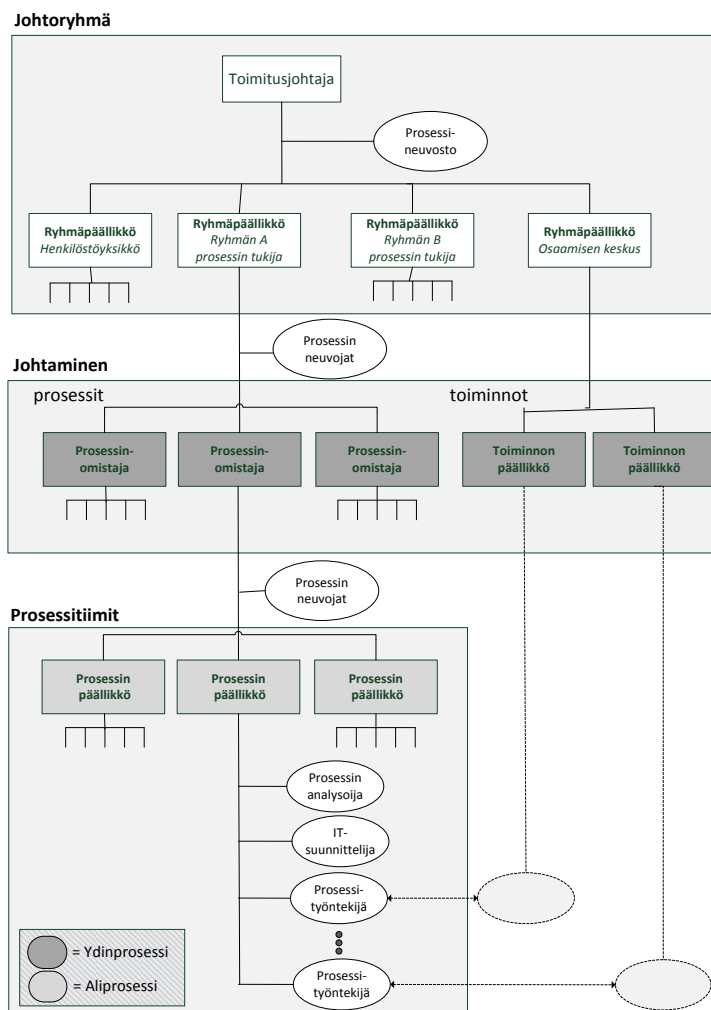 Johtoryhmä
Toimitusjohtaja
Prosessi-
neuvosto
Ryhmäpäällikkö
Henkilöstöyksikkö
Ryhmäpäällikkö
Ryhmän A
prosessin tukija
Ryhmäpäällikkö
Ryhmän B
prosessin tukija
Ryhmäpäällikkö
Osaamisen keskus
Prosessin
neuvojat
Johtaminen
prosessit
toiminnot
Prosessin-
omistaja
Prosessin-
omistaja
Prosessin-
omistaja
Toiminnon
päällikkö
Toiminnon
päällikkö
Prosessin
neuvojat
Prosessitiimit
Prosessin
päällikkö
Prosessin
päällikkö
Prosessin
päällikkö
Prosessin
analysoija
IT-
suunnittelija
Prosessi-
työntekijä
Prosessi-
työntekijä
= Ydinprosessi
= Aliprosessi